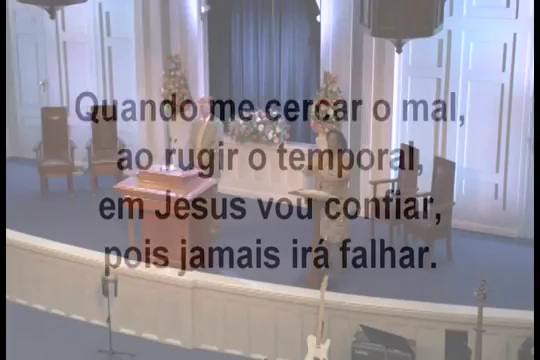 Quando me cercar o mal,
ao rugir o temporal,
em Jesus vou confiar,
pois jamais irá falhar.